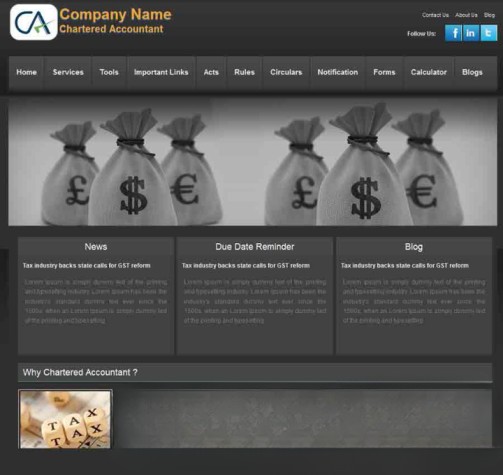 CA
Company Name
Chartered Accountant
Contact Us About Us Blog
Follow Us:
f in t
Home Services Tools Important Links Acts Rules Circulars Notification Forms Calculator Blogs
£ $ € £ $ €
News
Tax industry backs state calls for GST reform
Lorem Ipsum is simply dummy text of the printing
and typesetting industry. Lorem Ipsum has been the
industry's standard dummy text ever since the
1500s, when an Lorem Ipsum is simply dummy text
of the printing and typesetting
Due Date Reminder
Tax industry backs state calls for GST reform
Lorem Ipsum is simply dummy text of the printing
and typesetting industry. Lorem Ipsum has been the
industry's standard dummy text ever since the
1500s, when an Lorem Ipsum is simply dummy text
of the printing and typesetting
Blog
Tax industry backs state calls for GST reform
Lorem Ipsum is simply dummy text of the printing
and typesetting industry. Lorem Ipsum has been the
industry's standard dummy text ever since the
1500s, when an Lorem Ipsum is simply dummy text
of the printing and typesetting
Why Chartered Accountant ?
TAX
TAX